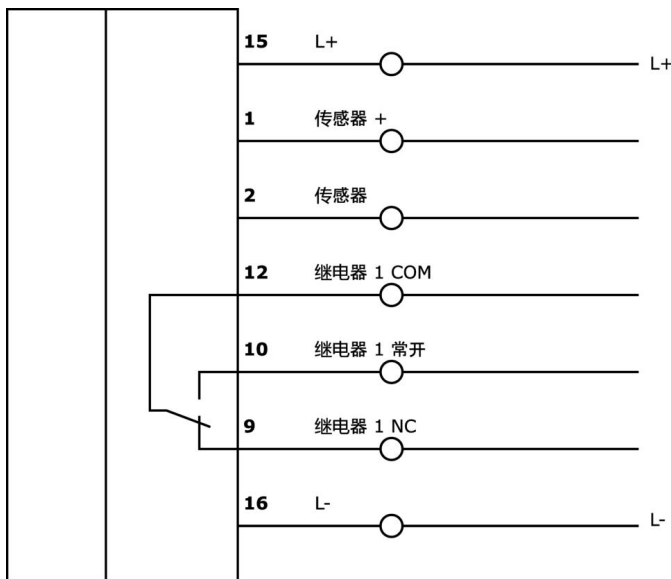 15 L+
L+
1 传感器 +
2 传感器
12 继电器 1 COM
10 继电器 1 常开
9 继电器 1 NC
16 L-
L-